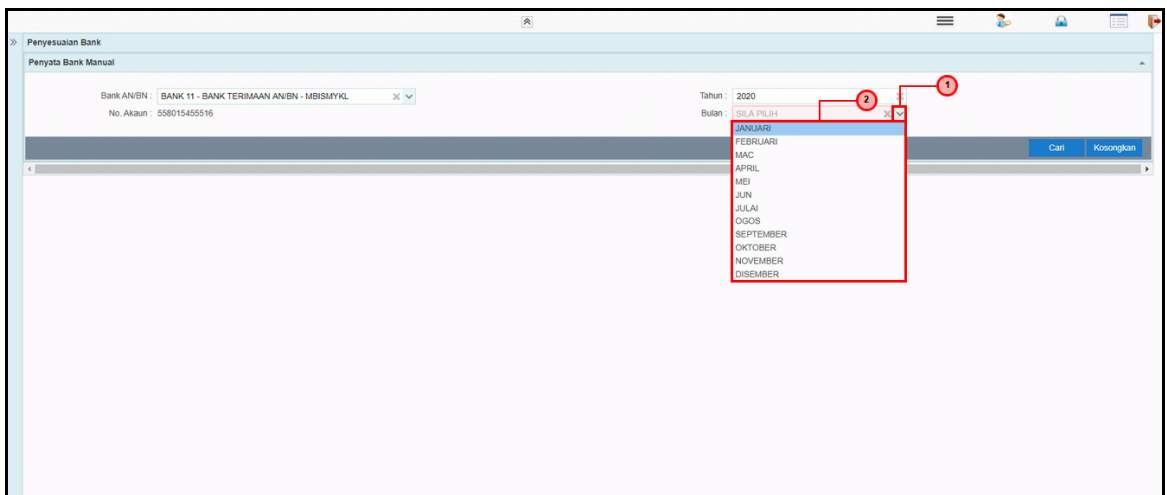 Penyesuaian Bank
Penyata Bank Manual
Bank AN/BN : BANK 11 - BANK TERIMAAN AN/BN - MBISMYKL
Tahun : 2020
1
2
No. Akaun : 558015455516
Bulan : SILA PILIH
JANUARI
FEBRUARI
MAC
APRIL
MEI
JUN
JULAI
OGOS
SEPTEMBER
OKTOBER
NOVEMBER
DISEMBER
Cari Kosongkan